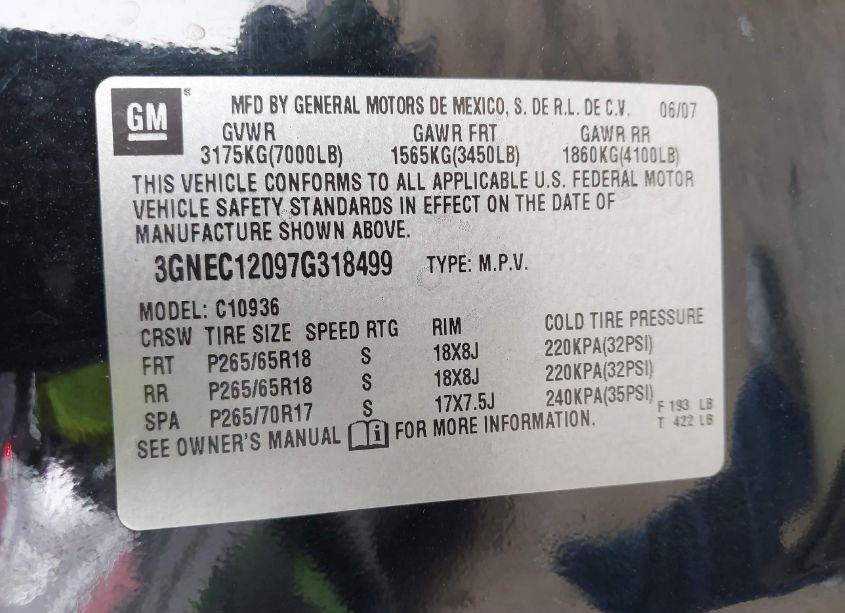 GM ® MFD BY GENERAL MOTORS DE MEXICO, S. DE R.L. DE C.V. 06/07
GVWR GAWR FRT GAWR RR
3175KG(7000LB) 1565KG(3450LB) 1860KG(4100LB)
THIS VEHICLE CONFORMS TO ALL APPLICABLE U.S. FEDERAL MOTOR
VEHICLE SAFETY STANDARDS IN EFFECT ON THE DATE OF
MANUFACTURE SHOWN ABOVE.
3GNEC12097G318499 TYPE: M.P.V.
MODEL: C10936
CRSW TIRE SIZE SPEED RTG RIM COLD TIRE PRESSURE
FRT P265/65R18 S 18X8J 220KPA(32PSI)
RR P265/65R18 S 18X8J 220KPA(32PSI)
SPA P265/70R17 S 17X7.5J 240KPA(35PSI) F 193 LB
T 422 LB
SEE OWNER'S MANUAL i FOR MORE INFORMATION.